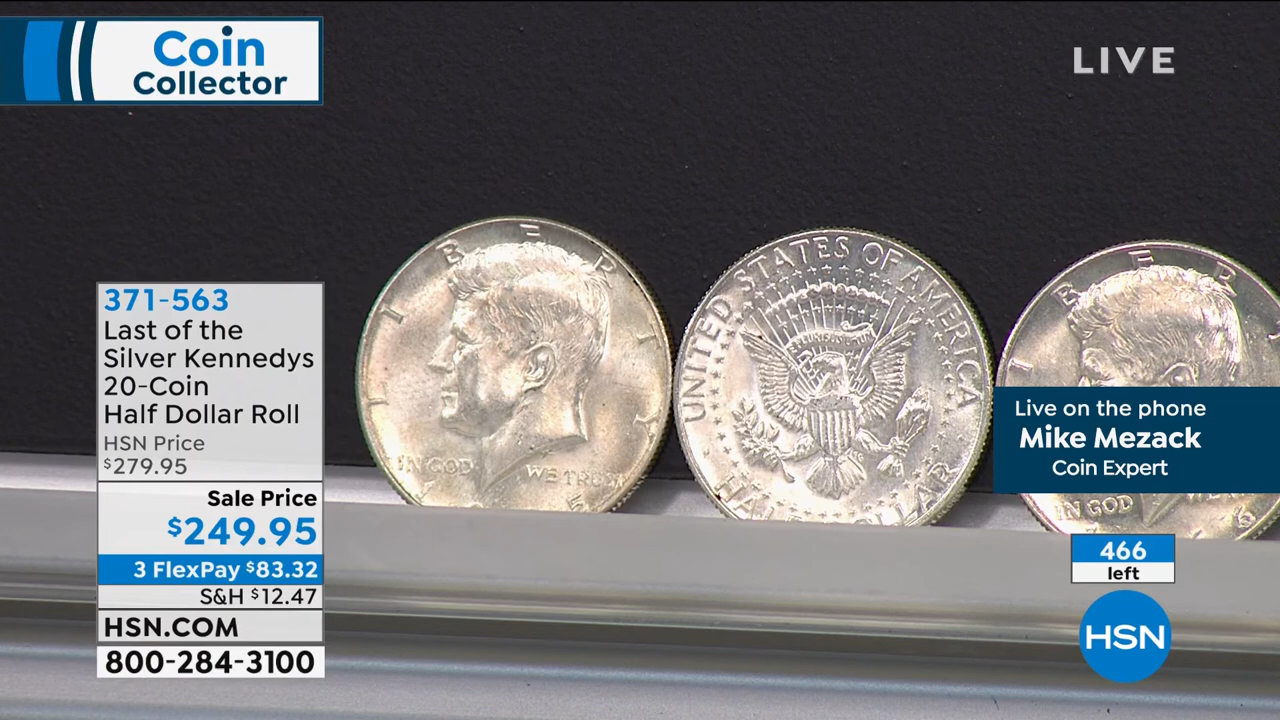 Coin
Collector
LIVE
371-563
Last of the
Silver Kennedys
20-Coin
Half Dollar Roll
HSN Price
$279.95
Sale Price
$249.95
3 FlexPay $83.32
S&H $12.47
HSN.COM
800-284-3100
LIBERTY
IN GOD WE TRUST
UNITED STATES OF AMERICA
HALF DOLLAR
IN GOD
Live on the phone
Mike Mezack
Coin Expert
466
left
HSN